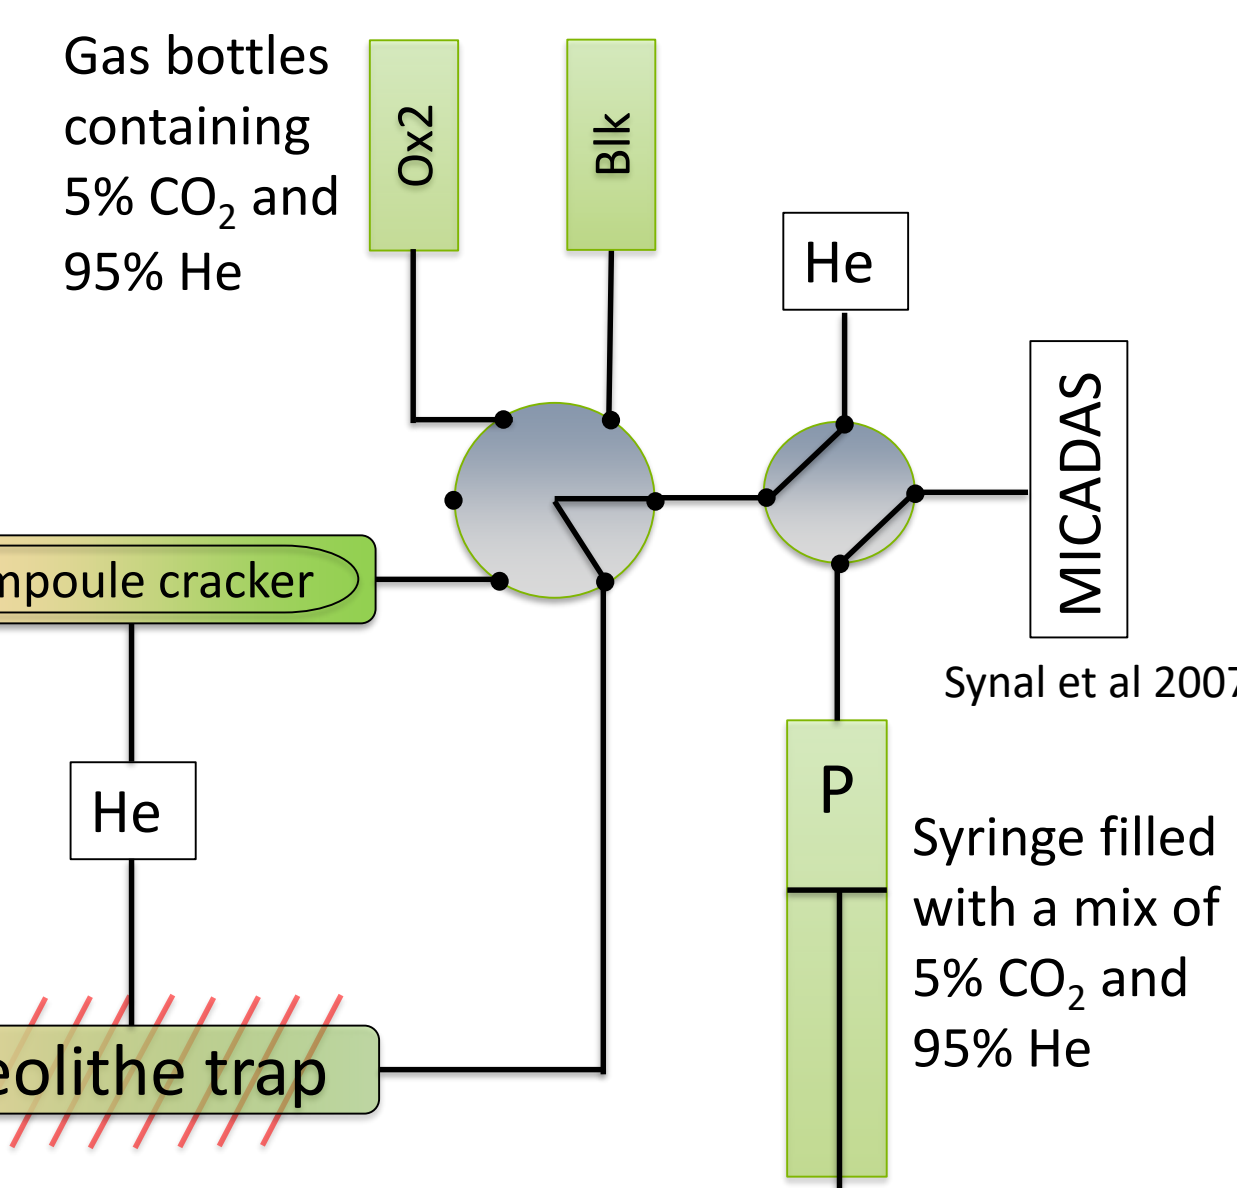 Gas bottles
containing
5% CO₂ and
95% He
Ox2
Blk
He
MICADAS
mpoule cracker
Synal et al 2007
He
P
Syringe filled
with a mix of
5% CO₂ and
95% He
eolithe trap